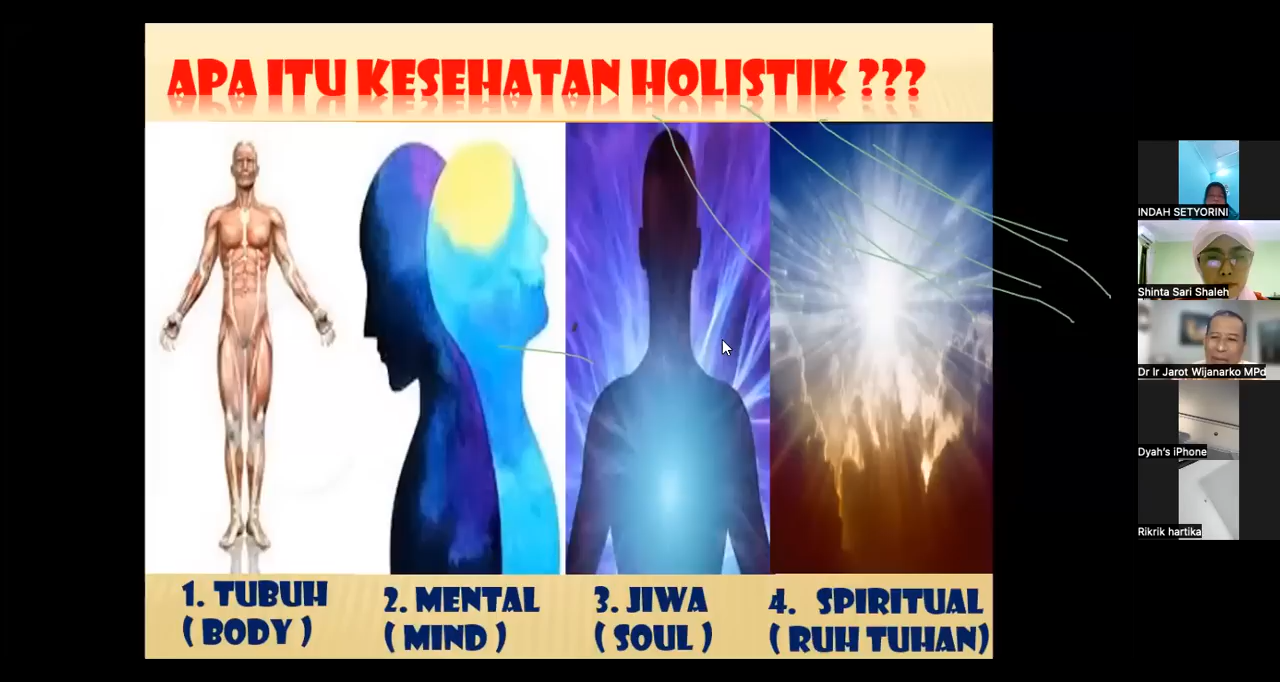 APA ITU KESEHATAN HOLISTIK ???
1. TUBUH
( BODY )
2. MENTAL
( MIND )
3. JIWA
( SOUL )
4. SPIRITUAL
( RUH TUHAN)
INDAH SETYORINI
Shinta Sari Shaleh
Dr Ir Jarot Wijanarko MPd
Dyah's iPhone
Rikrik hartika